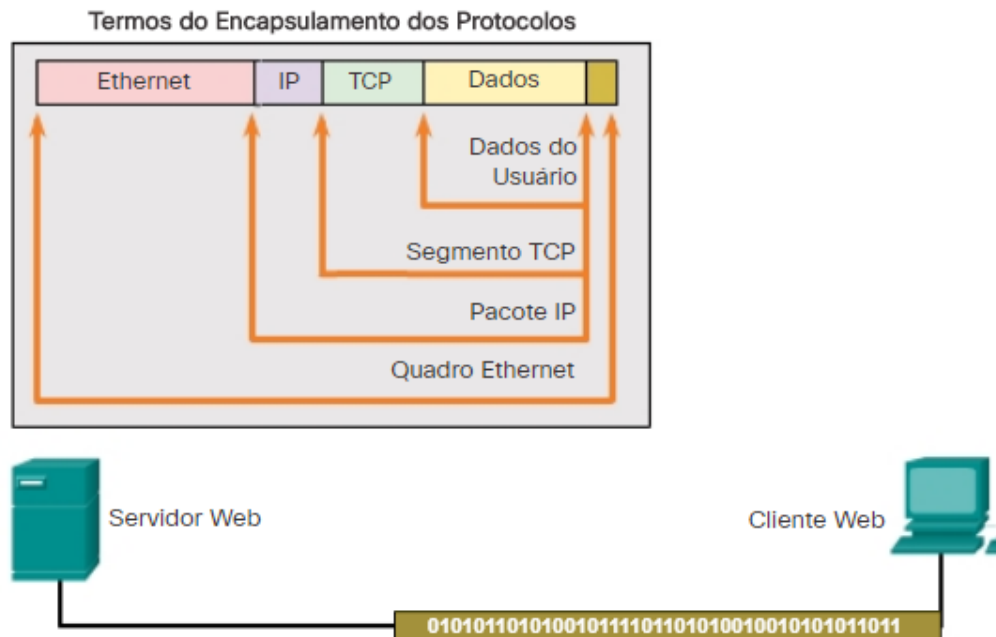 Termos do Encapsulamento dos Protocolos
Ethernet IP TCP Dados
Dados do
Usuário
Segmento TCP
Pacote IP
Quadro Ethernet
Servidor Web
Cliente Web
010101101010010111101101010010010101011011